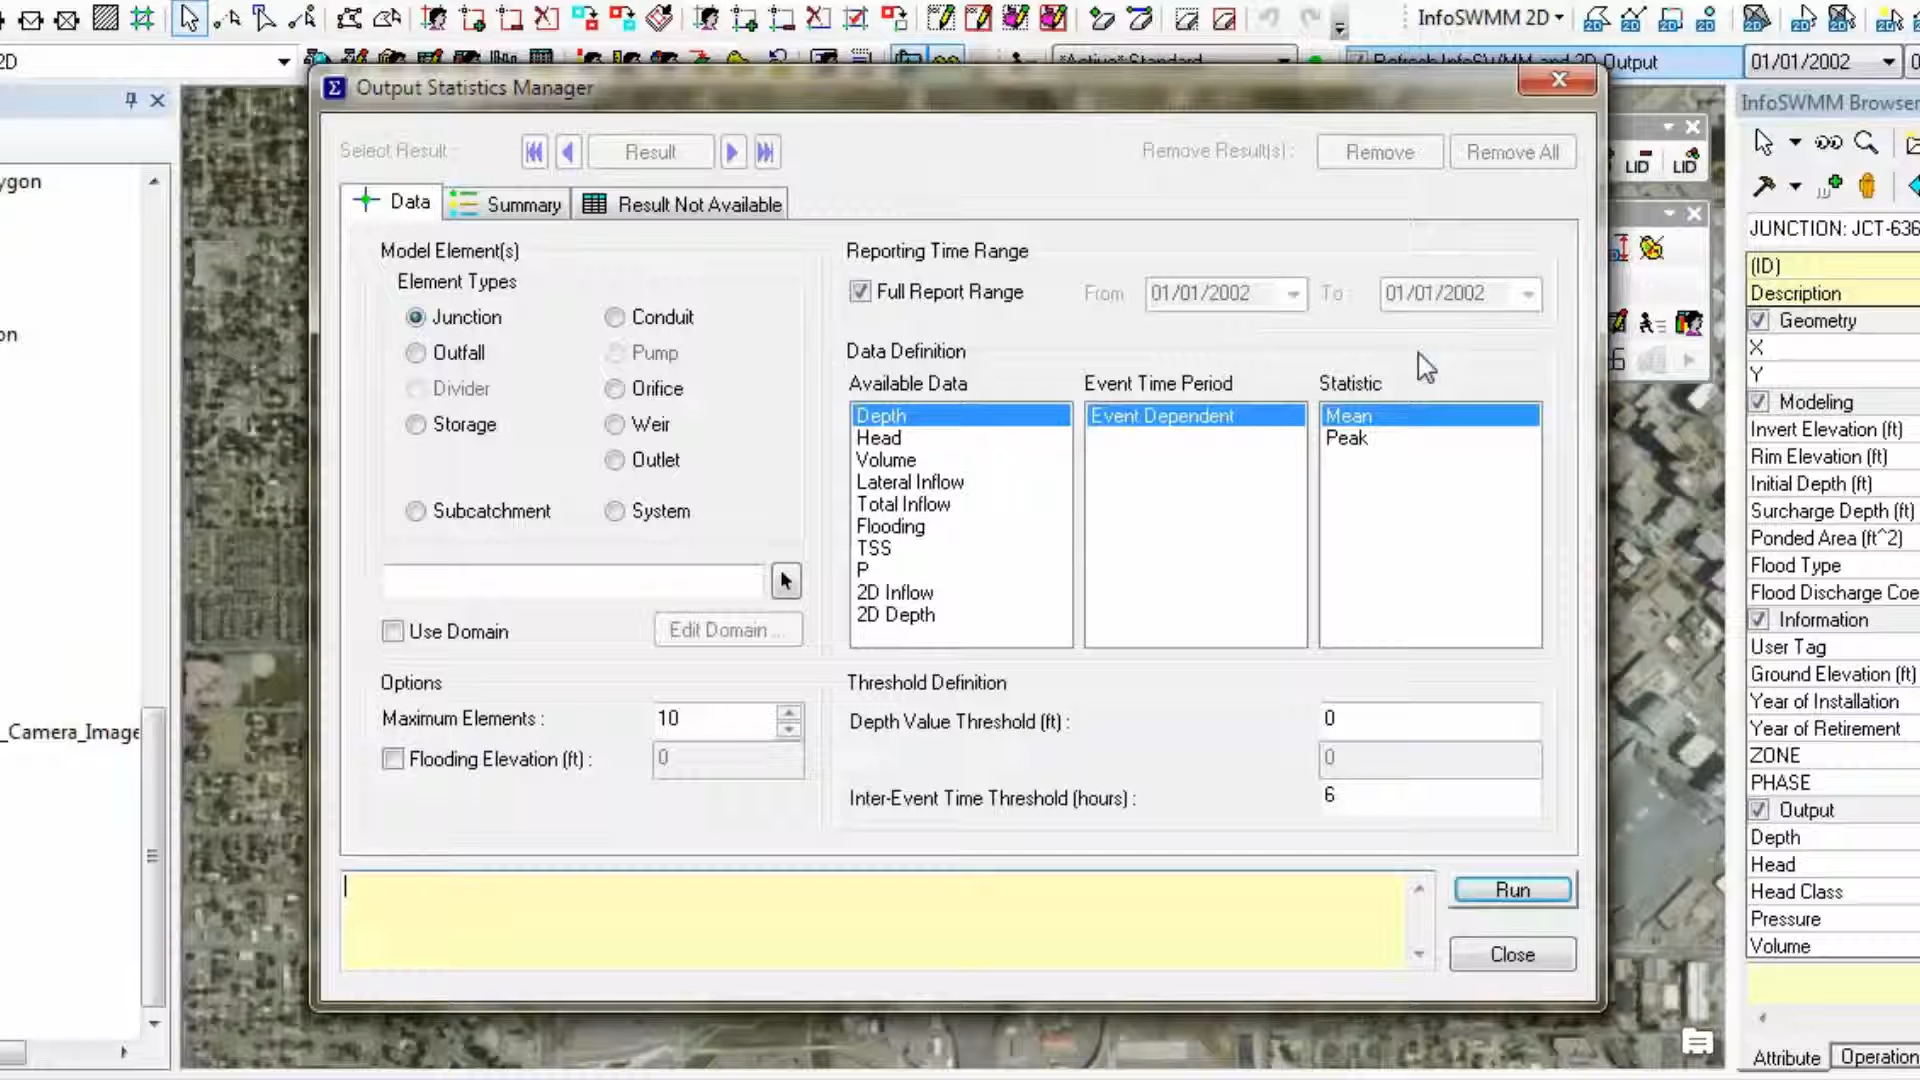 InfoSWMM 2D
2D
*Active* Standard
Refresh InfoSWMM and 2D Output
01/01/2002
Output Statistics Manager
InfoSWMM Browser
Select Result :
Result
Remove Result(s) :
Remove
Remove All
LID
LID
Data
Summary
Result Not Available
ygon
JUNCTION: JCT-636
Model Element(s)
Reporting Time Range
(ID)
Element Types
Full Report Range
From
01/01/2002
To
01/01/2002
Description
Junction
Conduit
Geometry
on
Outfall
Pump
Data Definition
X
Divider
Orifice
Available Data
Event Time Period
Statistic
Y
Storage
Weir
Depth
Event Dependent
Mean
Modeling
Head
Peak
Invert Elevation (ft)
Outlet
Volume
Rim Elevation (ft)
Lateral Inflow
Initial Depth (ft)
Subcatchment
System
Total Inflow
Surcharge Depth (ft)
Flooding
Ponded Area (ft^2)
TSS
Flood Type
P
Flood Discharge Coe
2D Inflow
2D Depth
Information
Use Domain
Edit Domain ...
User Tag
Ground Elevation (ft)
Options
Threshold Definition
Year of Installation
Maximum Elements :
10
Depth Value Threshold (ft) :
0
Year of Retirement
_Camera_Image
Flooding Elevation (ft) :
0
0
ZONE
PHASE
Inter-Event Time Threshold (hours) :
6
Output
Depth
Head
Run
Head Class
Pressure
Close
Volume
Attribute
Operation